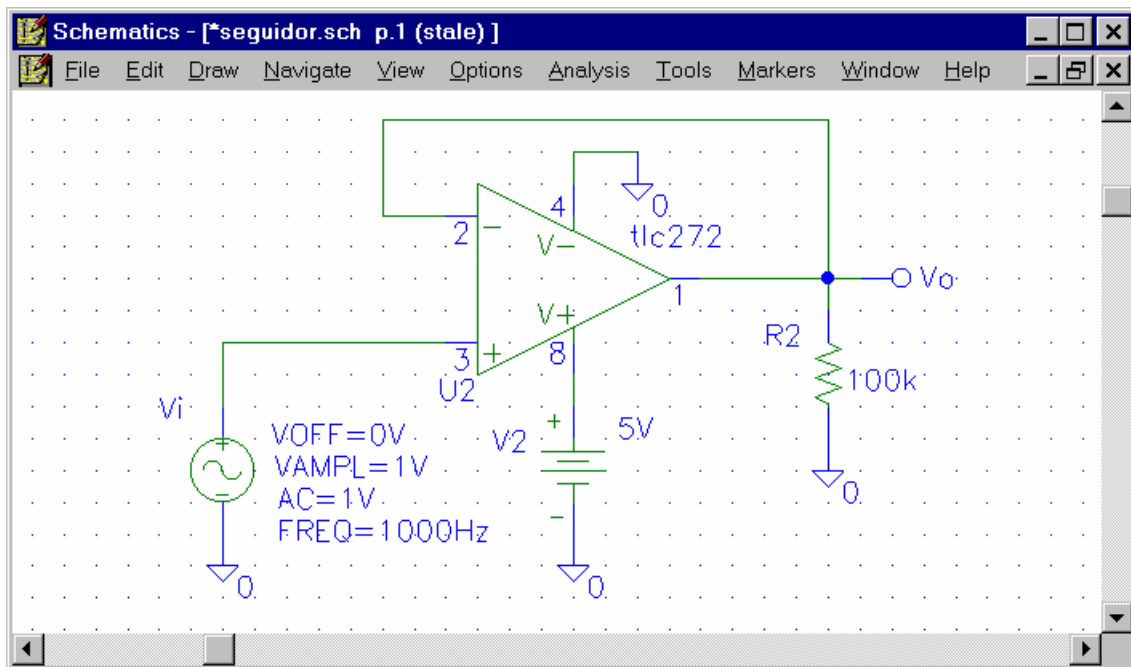 Schematics - [*seguidor.sch p.1 (stale) ]
File Edit Draw Navigate View Options Analysis Tools Markers Window Help
4
0
tlc272
2
−
V−
1
Vo
V+
R2
3
+
8
100k
U2
Vi
+
5V
V2
+
VOFF=0V
VAMPL=1V
AC=1V
−
FREQ=1000Hz
−
0
0
0